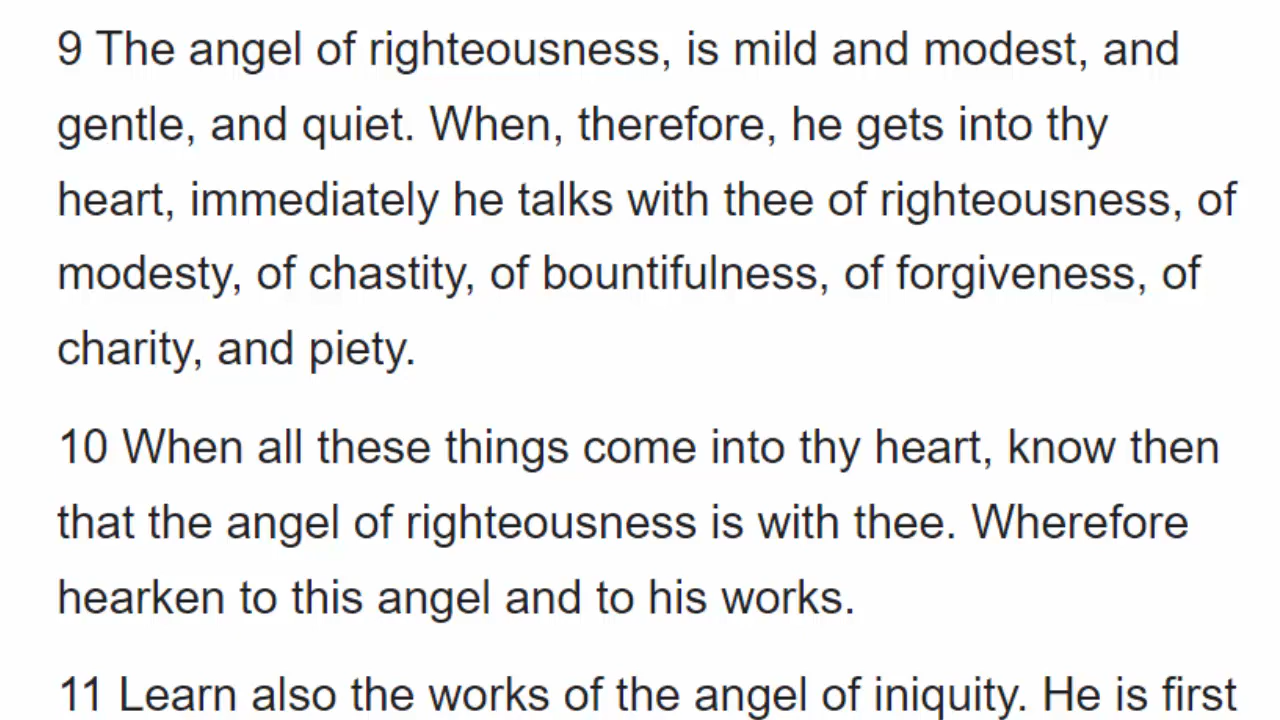 9 The angel of righteousness, is mild and modest, and
gentle, and quiet. When, therefore, he gets into thy
heart, immediately he talks with thee of righteousness, of
modesty, of chastity, of bountifulness, of forgiveness, of
charity, and piety.
10 When all these things come into thy heart, know then
that the angel of righteousness is with thee. Wherefore
hearken to this angel and to his works.
11 Learn also the works of the angel of iniquity. He is first